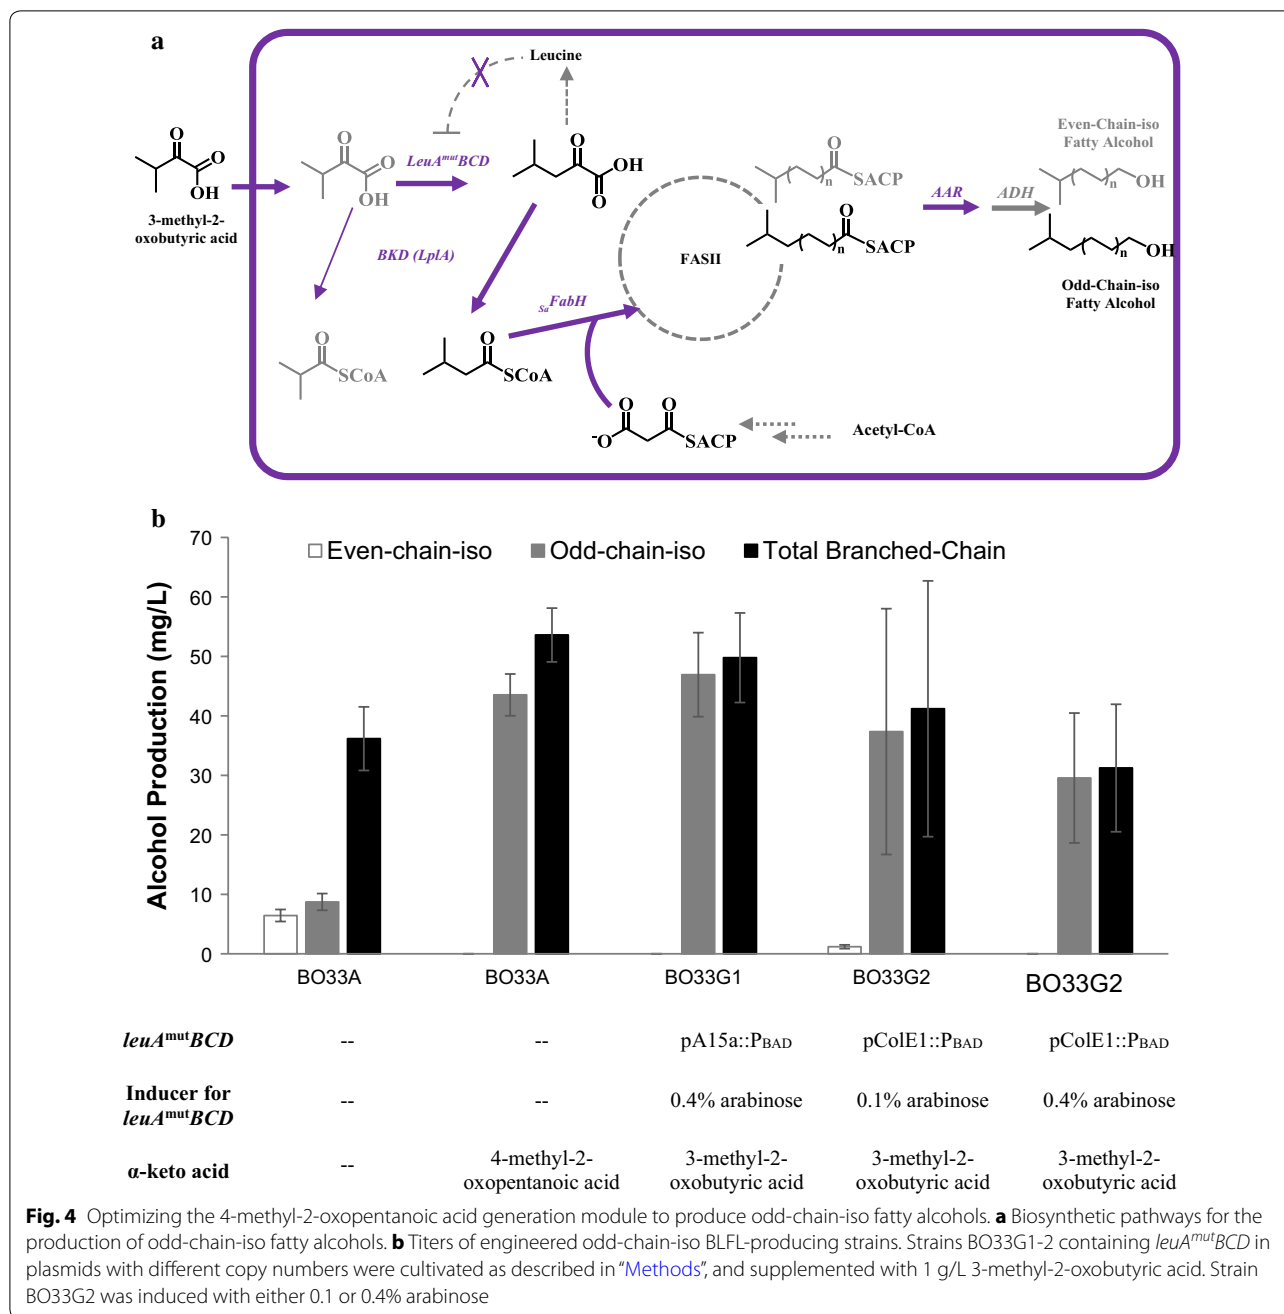 a
Leucine
LeuA^mut BCD
3-methyl-2-
oxobutyric acid
BKD (LplA)
SaFabH
FASII
AAR
ADH
Even-Chain-iso
Fatty Alcohol
Odd-Chain-iso
Fatty Alcohol
O
O
OH
O
O
OH
O
OH
O
O
SCoA
O
SCoA
O
SACP
n
O
SACP
n
OH
n
OH
n
O
O
-O
SACP
Acetyl-CoA
b
Alcohol Production (mg/L)
70
60
50
40
30
20
10
0
Even-chain-iso Odd-chain-iso Total Branched-Chain
BO33A BO33A BO33G1 BO33G2 BO33G2
leuA^mut BCD -- -- pA15a::PBAD pColE1::PBAD pColE1::PBAD
Inducer for
leuA^mut BCD -- -- 0.4% arabinose 0.1% arabinose 0.4% arabinose
α-keto acid -- 4-methyl-2- 3-methyl-2- 3-methyl-2- 3-methyl-2-
oxopentanoic acid oxobutyric acid oxobutyric acid oxobutyric acid
Fig. 4 Optimizing the 4-methyl-2-oxopentanoic acid generation module to produce odd-chain-iso fatty alcohols. a Biosynthetic pathways for the
production of odd-chain-iso fatty alcohols. b Titers of engineered odd-chain-iso BLFL-producing strains. Strains BO33G1-2 containing leuA^mut BCD in
plasmids with different copy numbers were cultivated as described in “Methods”, and supplemented with 1 g/L 3-methyl-2-oxobutyric acid. Strain
BO33G2 was induced with either 0.1 or 0.4% arabinose